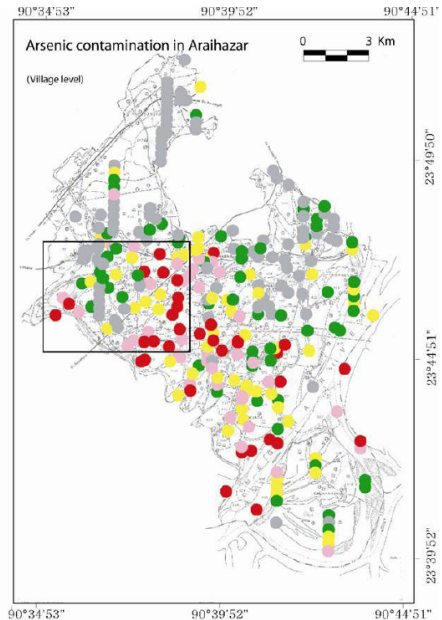 90°34'53" 90°39'52" 90°44'51"
Arsenic contamination in Araihazar
0 3 Km
(Village level)
23°49'50"
23°44'51"
23°39'52"
90°34'53" 90°39'52" 90°44'51"